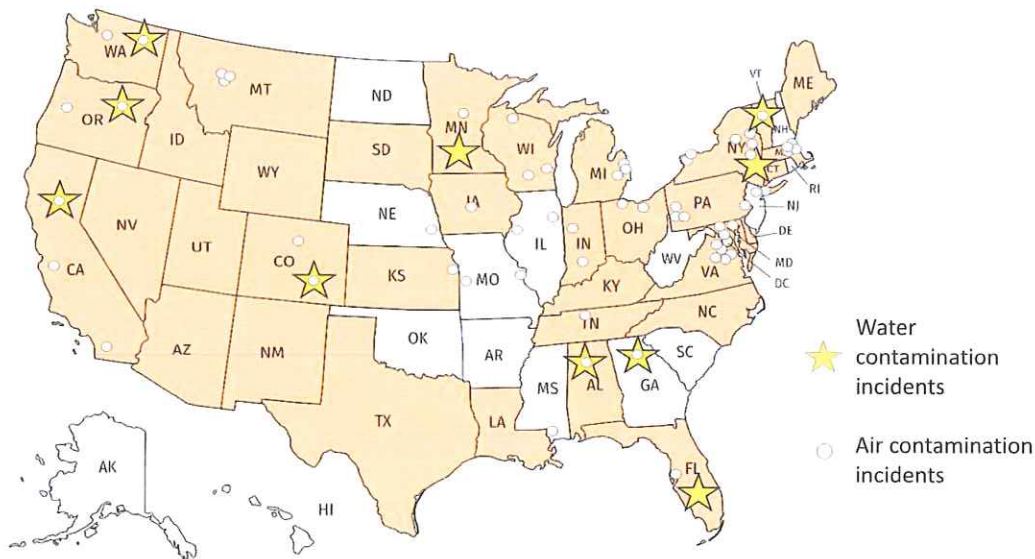 WA
OR
CA
NV
ID
MT
WY
UT
CO
AZ
NM
ND
SD
NE
KS
OK
TX
MN
IA
MO
AR
LA
WI
IL
MS
MI
IN
OH
KY
TN
AL
GA
FL
SC
NC
VA
WV
PA
NY
VT
NH
ME
CT
RI
NJ
DE
MD
DC
AK
HI
Water
contamination
incidents
Air contamination
incidents